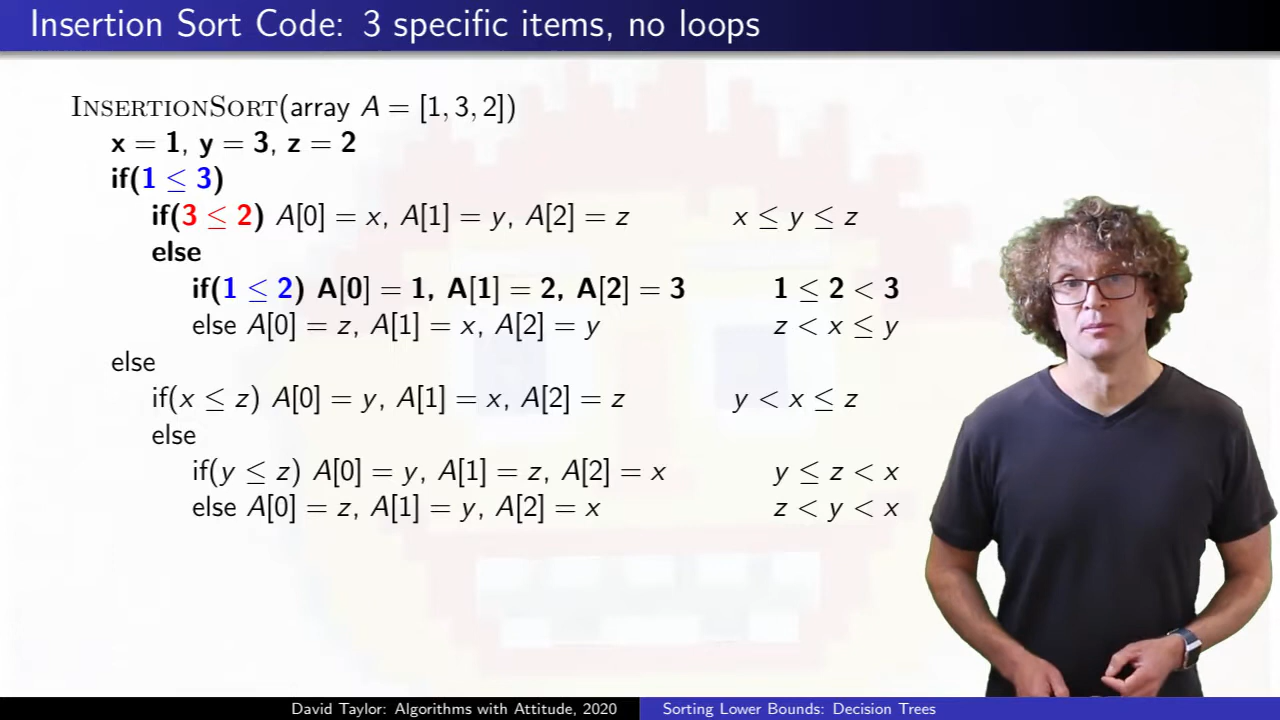 Insertion Sort Code: 3 specific items, no loops
INSERTIONSORT(array A = [1, 3, 2])
x = 1, y = 3, z = 2
if(1 ≤ 3)
if(3 ≤ 2) A[0] = x, A[1] = y, A[2] = z x ≤ y ≤ z
else
if(1 ≤ 2) A[0] = 1, A[1] = 2, A[2] = 3 1 ≤ 2 < 3
else A[0] = z, A[1] = x, A[2] = y z < x ≤ y
else
if(x ≤ z) A[0] = y, A[1] = x, A[2] = z y < x ≤ z
else
if(y ≤ z) A[0] = y, A[1] = z, A[2] = x y ≤ z < x
else A[0] = z, A[1] = y, A[2] = x z < y < x
David Taylor: Algorithms with Attitude, 2020 Sorting Lower Bounds: Decision Trees